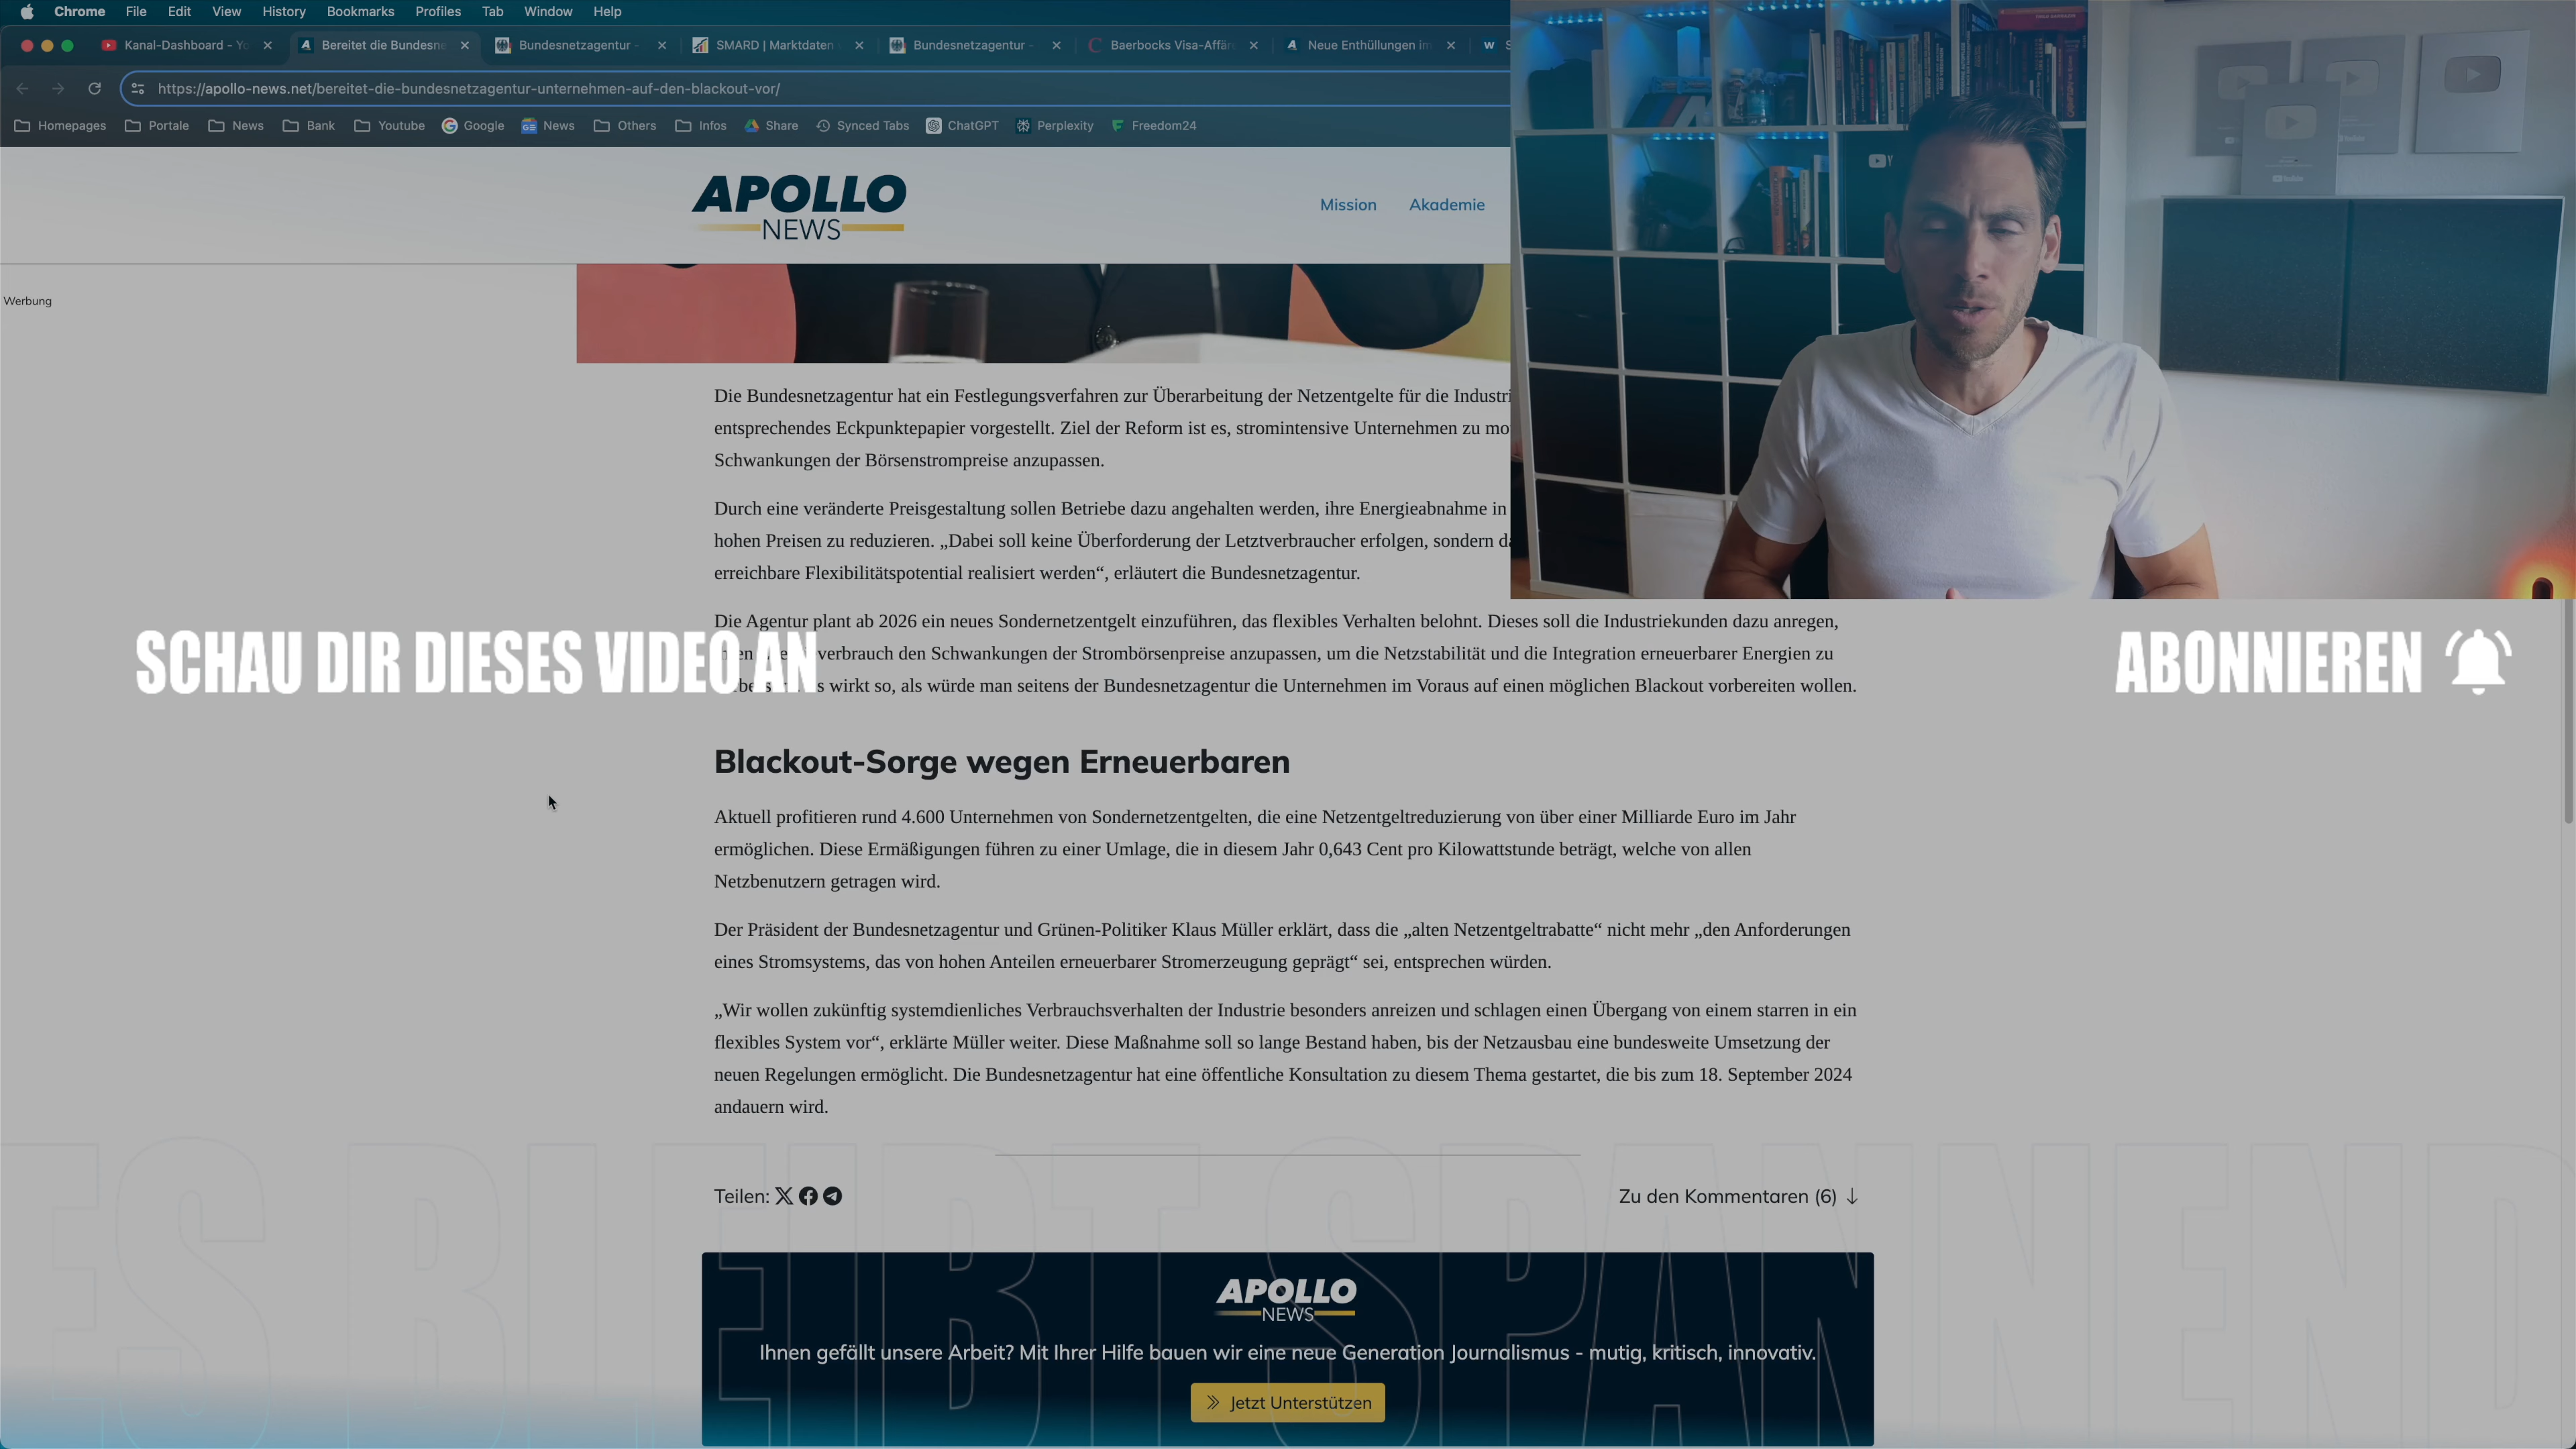 Chrome File Edit View History Bookmarks Profiles Tab Window Help
Kanal-Dashboard - Yo Bereitet die Bundesne Bundesnetzagentur - SMARD | Marktdaten Bundesnetzagentur - Baerbocks Visa-Affär Neue Enthüllungen im W S
https://apollo-news.net/bereitet-die-bundesnetzagentur-unternehmen-auf-den-blackout-vor/
Homepages Portale News Bank Youtube Google News Others Infos Share Synced Tabs ChatGPT Perplexity Freedom24
APOLLO
NEWS
Mission Akademie
Werbung
Die Bundesnetzagentur hat ein Festlegungsverfahren zur Überarbeitung der Netzentgelte für die Industri
entsprechendes Eckpunktepapier vorgestellt. Ziel der Reform ist es, stromintensive Unternehmen zu mo
Schwankungen der Börsenstrompreise anzupassen.
Durch eine veränderte Preisgestaltung sollen Betriebe dazu angehalten werden, ihre Energieabnahme in
hohen Preisen zu reduzieren. „Dabei soll keine Überforderung der Letztverbraucher erfolgen, sondern da
erreichbare Flexibilitätspotential realisiert werden“, erläutert die Bundesnetzagentur.
Die Agentur plant ab 2026 ein neues Sondernetzentgelt einzuführen, das flexibles Verhalten belohnt. Dieses soll die Industriekunden dazu anregen,
verbrauch den Schwankungen der Strombörsenpreise anzupassen, um die Netzstabilität und die Integration erneuerbarer Energien zu
s wirkt so, als würde man seitens der Bundesnetzagentur die Unternehmen im Voraus auf einen möglichen Blackout vorbereiten wollen.
SCHAU DIR DIESES VIDEO AN
ABONNIEREN
Blackout-Sorge wegen Erneuerbaren
Aktuell profitieren rund 4.600 Unternehmen von Sondernetzentgelten, die eine Netzentgeltreduzierung von über einer Milliarde Euro im Jahr
ermöglichen. Diese Ermäßigungen führen zu einer Umlage, die in diesem Jahr 0,643 Cent pro Kilowattstunde beträgt, welche von allen
Netzbenutzern getragen wird.
Der Präsident der Bundesnetzagentur und Grünen-Politiker Klaus Müller erklärt, dass die „alten Netzentgeltrabatte“ nicht mehr „den Anforderungen
eines Stromsystems, das von hohen Anteilen erneuerbarer Stromerzeugung geprägt“ sei, entsprechen würden.
„Wir wollen zukünftig systemdienliches Verbrauchsverhalten der Industrie besonders anreizen und schlagen einen Übergang von einem starren in ein
flexibles System vor“, erklärte Müller weiter. Diese Maßnahme soll so lange Bestand haben, bis der Netzausbau eine bundesweite Umsetzung der
neuen Regelungen ermöglicht. Die Bundesnetzagentur hat eine öffentliche Konsultation zu diesem Thema gestartet, die bis zum 18. September 2024
andauern wird.
ES BLEIBT SPANNEND
Teilen:
Zu den Kommentaren (6) ↓
APOLLO
NEWS
Ihnen gefällt unsere Arbeit? Mit Ihrer Hilfe bauen wir eine neue Generation Journalismus - mutig, kritisch, innovativ.
Jetzt Unterstützen